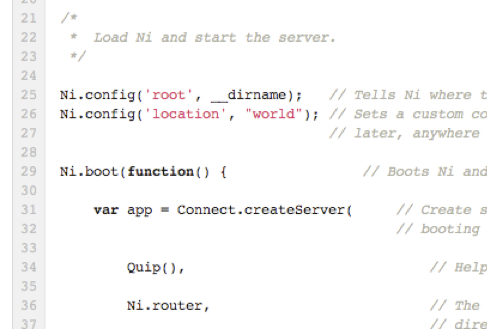 21 /*
22  *  Load Ni and start the server.
23  */
24
25 Ni.config('root', __dirname);   // Tells Ni where t
26 Ni.config('location', "world"); // Sets a custom co
27                                 // later, anywhere
28
29 Ni.boot(function() {                // Boots Ni and
30
31     var app = Connect.createServer(     // Create s
32                                         // booting
33
34         Quip(),                             // Help
35
36         Ni.router,                          // The
37                                             // dire